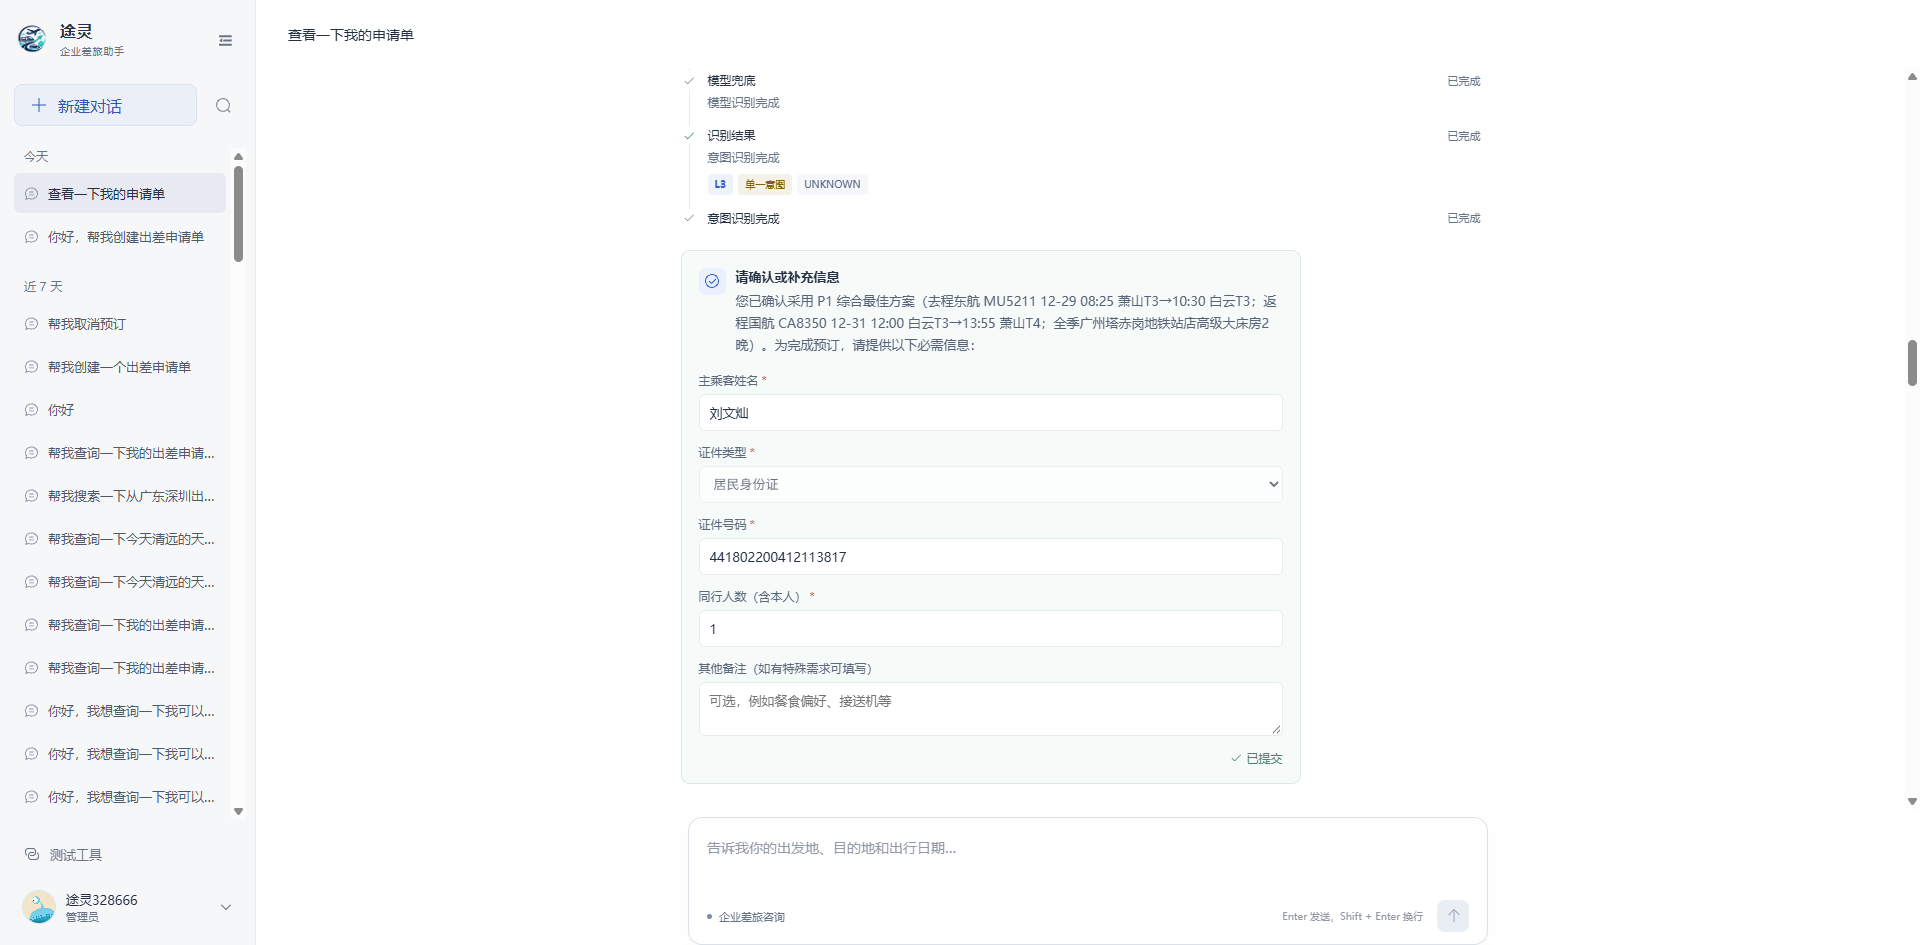 途灵
企业差旅助手
新建对话
今天
查看一下我的申请单
你好，帮我创建出差申请单
近 7 天
帮我取消预订
帮我创建一个出差申请单
你好
帮我查询一下我的出差申请...
帮我搜索一下从广东深圳出...
帮我查询一下今天清远的天...
帮我查询一下今天清远的天...
帮我查询一下我的出差申请...
帮我查询一下我的出差申请...
你好，我想查询一下我可以...
你好，我想查询一下我可以...
你好，我想查询一下我可以...
测试工具
途灵328666
管理员
查看一下我的申请单
模型兜底 已完成
模型识别完成
识别结果 已完成
意图识别完成
L3 单一意图 UNKNOWN
意图识别完成 已完成
请确认或补充信息
您已确认采用 P1 综合最佳方案（去程东航 MU5211 12-29 08:25 萧山T3→10:30 白云T3；返
程国航 CA8350 12-31 12:00 白云T3→13:55 萧山T4；全季广州塔赤岗地铁站店高级大床房2
晚）。为完成预订，请提供以下必需信息：
主乘客姓名 *
刘文灿
证件类型 *
居民身份证
证件号码 *
441802200412113817
同行人数（含本人） *
1
其他备注（如有特殊需求可填写）
可选，例如餐食偏好、接送机等
已提交
告诉我你的出发地、目的地和出行日期...
企业差旅咨询
Enter 发送，Shift + Enter 换行